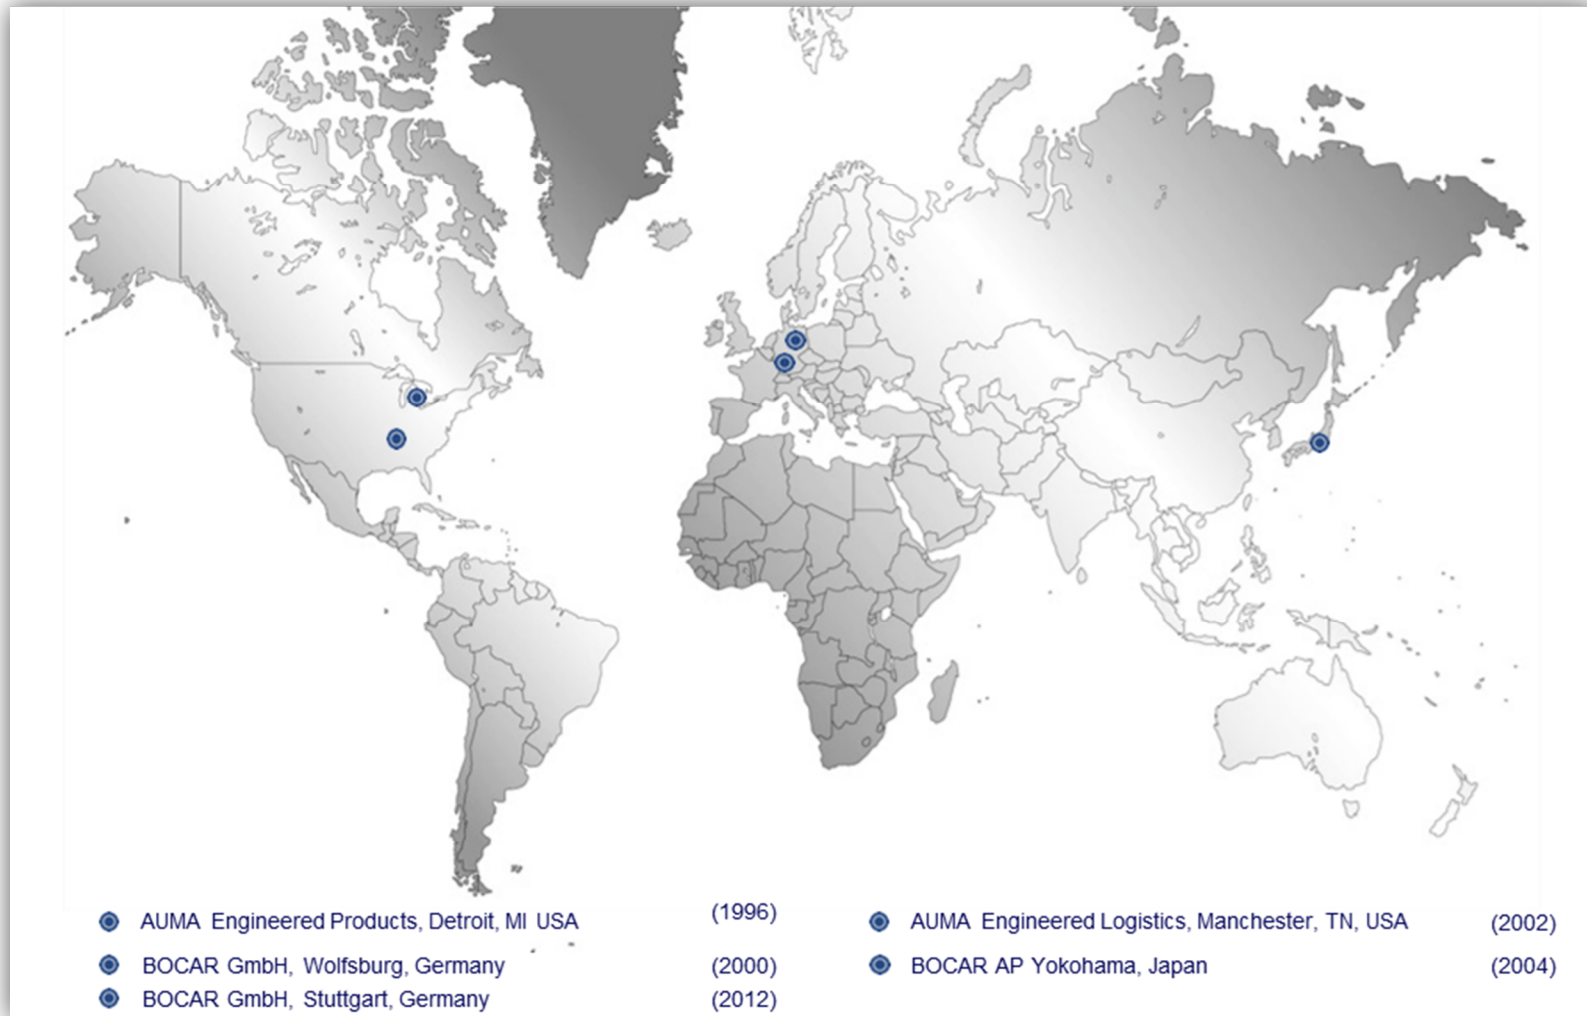 AUMA Engineered Products, Detroit, MI USA (1996)
BOCAR GmbH, Wolfsburg, Germany (2000)
BOCAR GmbH, Stuttgart, Germany (2012)
AUMA Engineered Logistics, Manchester, TN, USA (2002)
BOCAR AP Yokohama, Japan (2004)